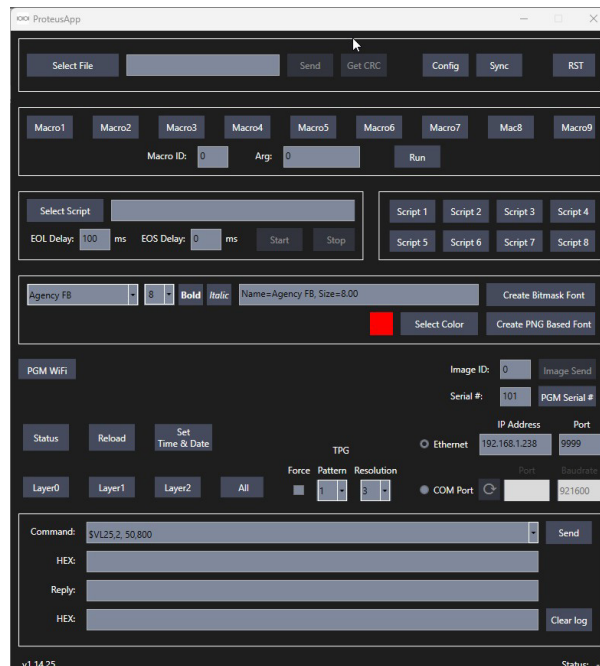 ProteusApp
Select File Send Get CRC Config Sync RST
Macro1 Macro2 Macro3 Macro4 Macro5 Macro6 Macro7 Mac8 Macro9
Macro ID: 0 Arg: 0 Run
Select Script Script 1 Script 2 Script 3 Script 4
EOL Delay: 100 ms EOS Delay: 0 ms Start Stop Script 5 Script 6 Script 7 Script 8
Agency FB 8 Bold Italic Name=Agency FB, Size=8.00 Create Bitmask Font
Select Color Create PNG Based Font
PGM WiFi Image ID: 0 Image Send
Serial #: 101 PGM Serial #
IP Address Port
Status Reload Set
Time & Date Ethernet 192.168.1.238 9999
TPG
Force Pattern Resolution Port Baudrate
Layer0 Layer1 Layer2 All 1 3 COM Port 921600
Command: $VL25,2, 50,800 Send
HEX:
Reply:
HEX: Clear log
v1.14.25 Status: